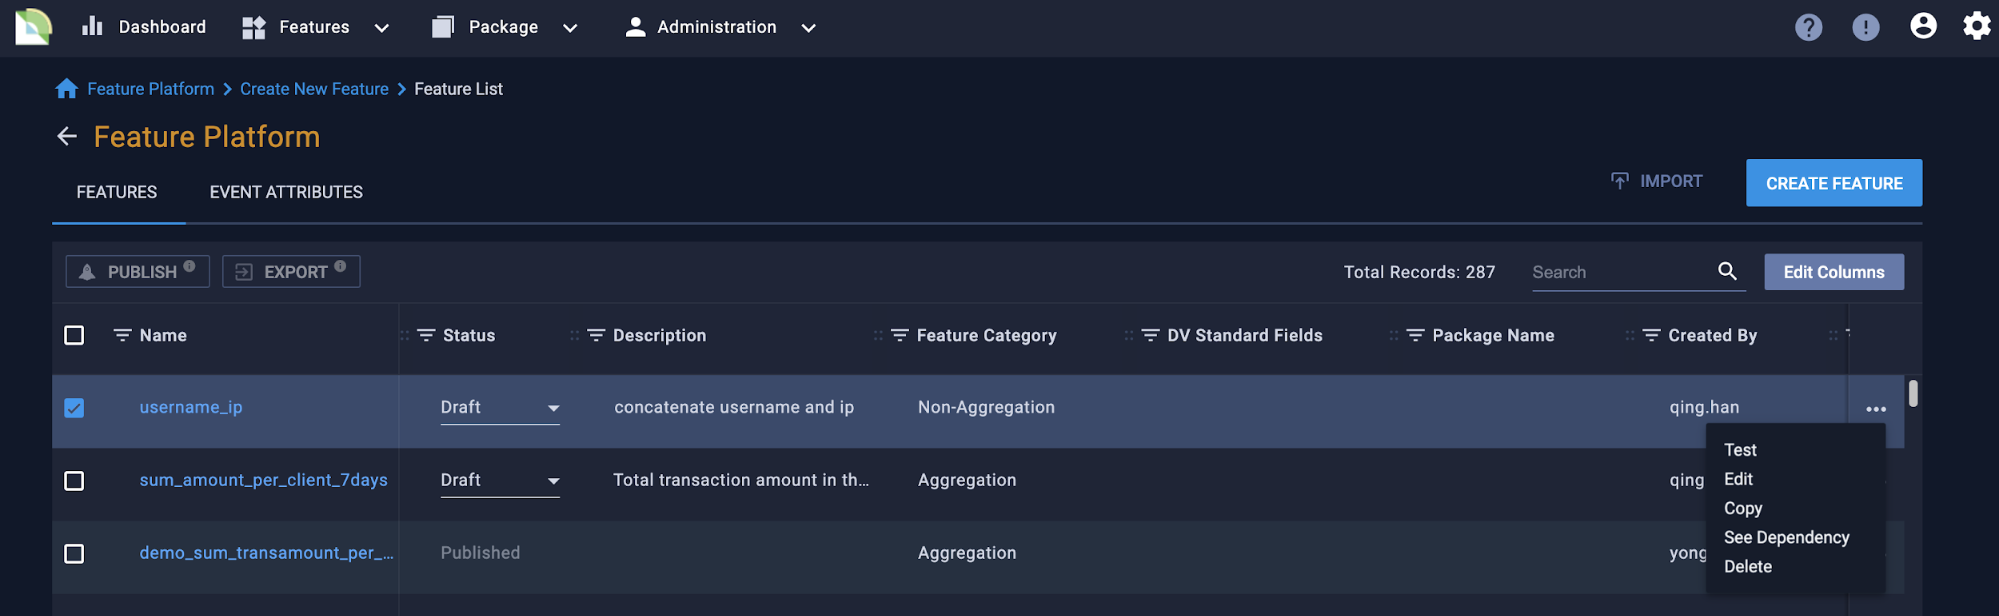 Dashboard Features Package Administration
Feature Platform > Create New Feature > Feature List
Feature Platform
FEATURES EVENT ATTRIBUTES
IMPORT
CREATE FEATURE
PUBLISH EXPORT
Total Records: 287
Search
Edit Columns
Name Status Description Feature Category DV Standard Fields Package Name Created By
username_ip Draft concatenate username and ip Non-Aggregation qing.han
sum_amount_per_client_7days Draft Total transaction amount in th... Aggregation qing
demo_sum_transamount_per_... Published Aggregation yong
Test
Edit
Copy
See Dependency
Delete